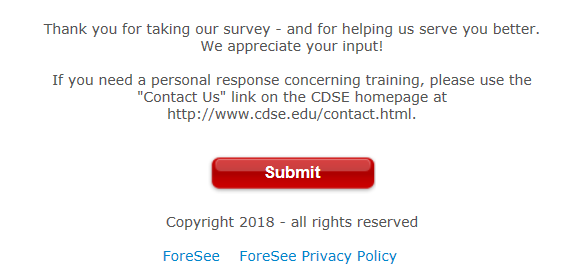 Thank you for taking our survey - and for helping us serve you better.
We appreciate your input!
If you need a personal response concerning training, please use the
"Contact Us" link on the CDSE homepage at
http://www.cdse.edu/contact.html.
Submit
Copyright 2018 - all rights reserved
ForeSee ForeSee Privacy Policy